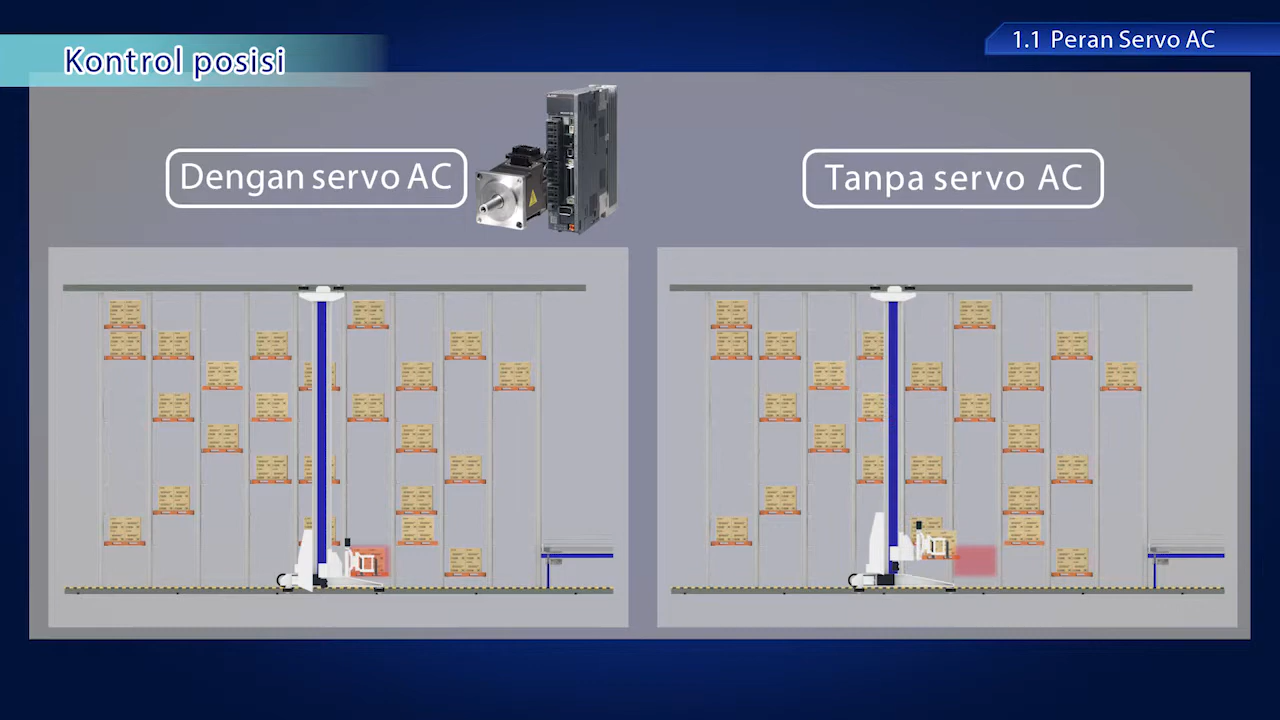 Kontrol posisi
1.1 Peran Servo AC
Dengan servo AC
Tanpa servo AC